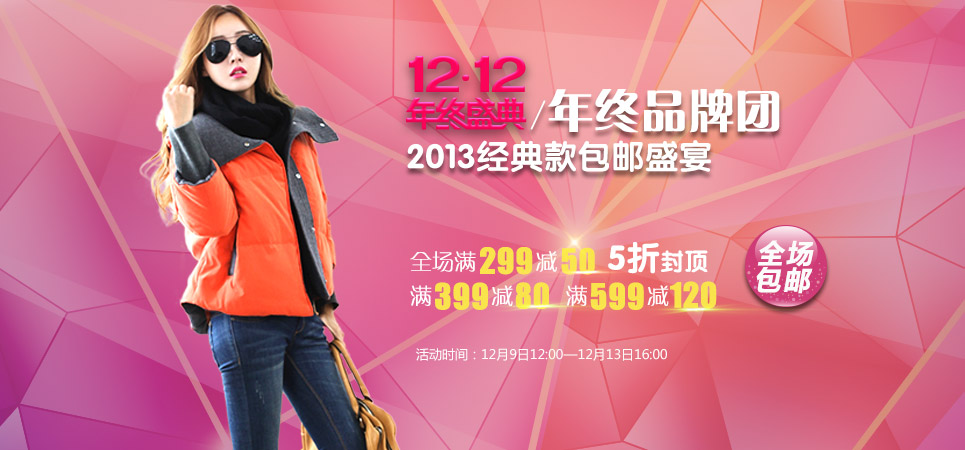 12·12
年终盛典/年终品牌团
2013经典款包邮盛宴
全场满299减50 5折封顶
满399减80 满599减120
全场
包邮
活动时间：12月9日12:00—12月13日16:00